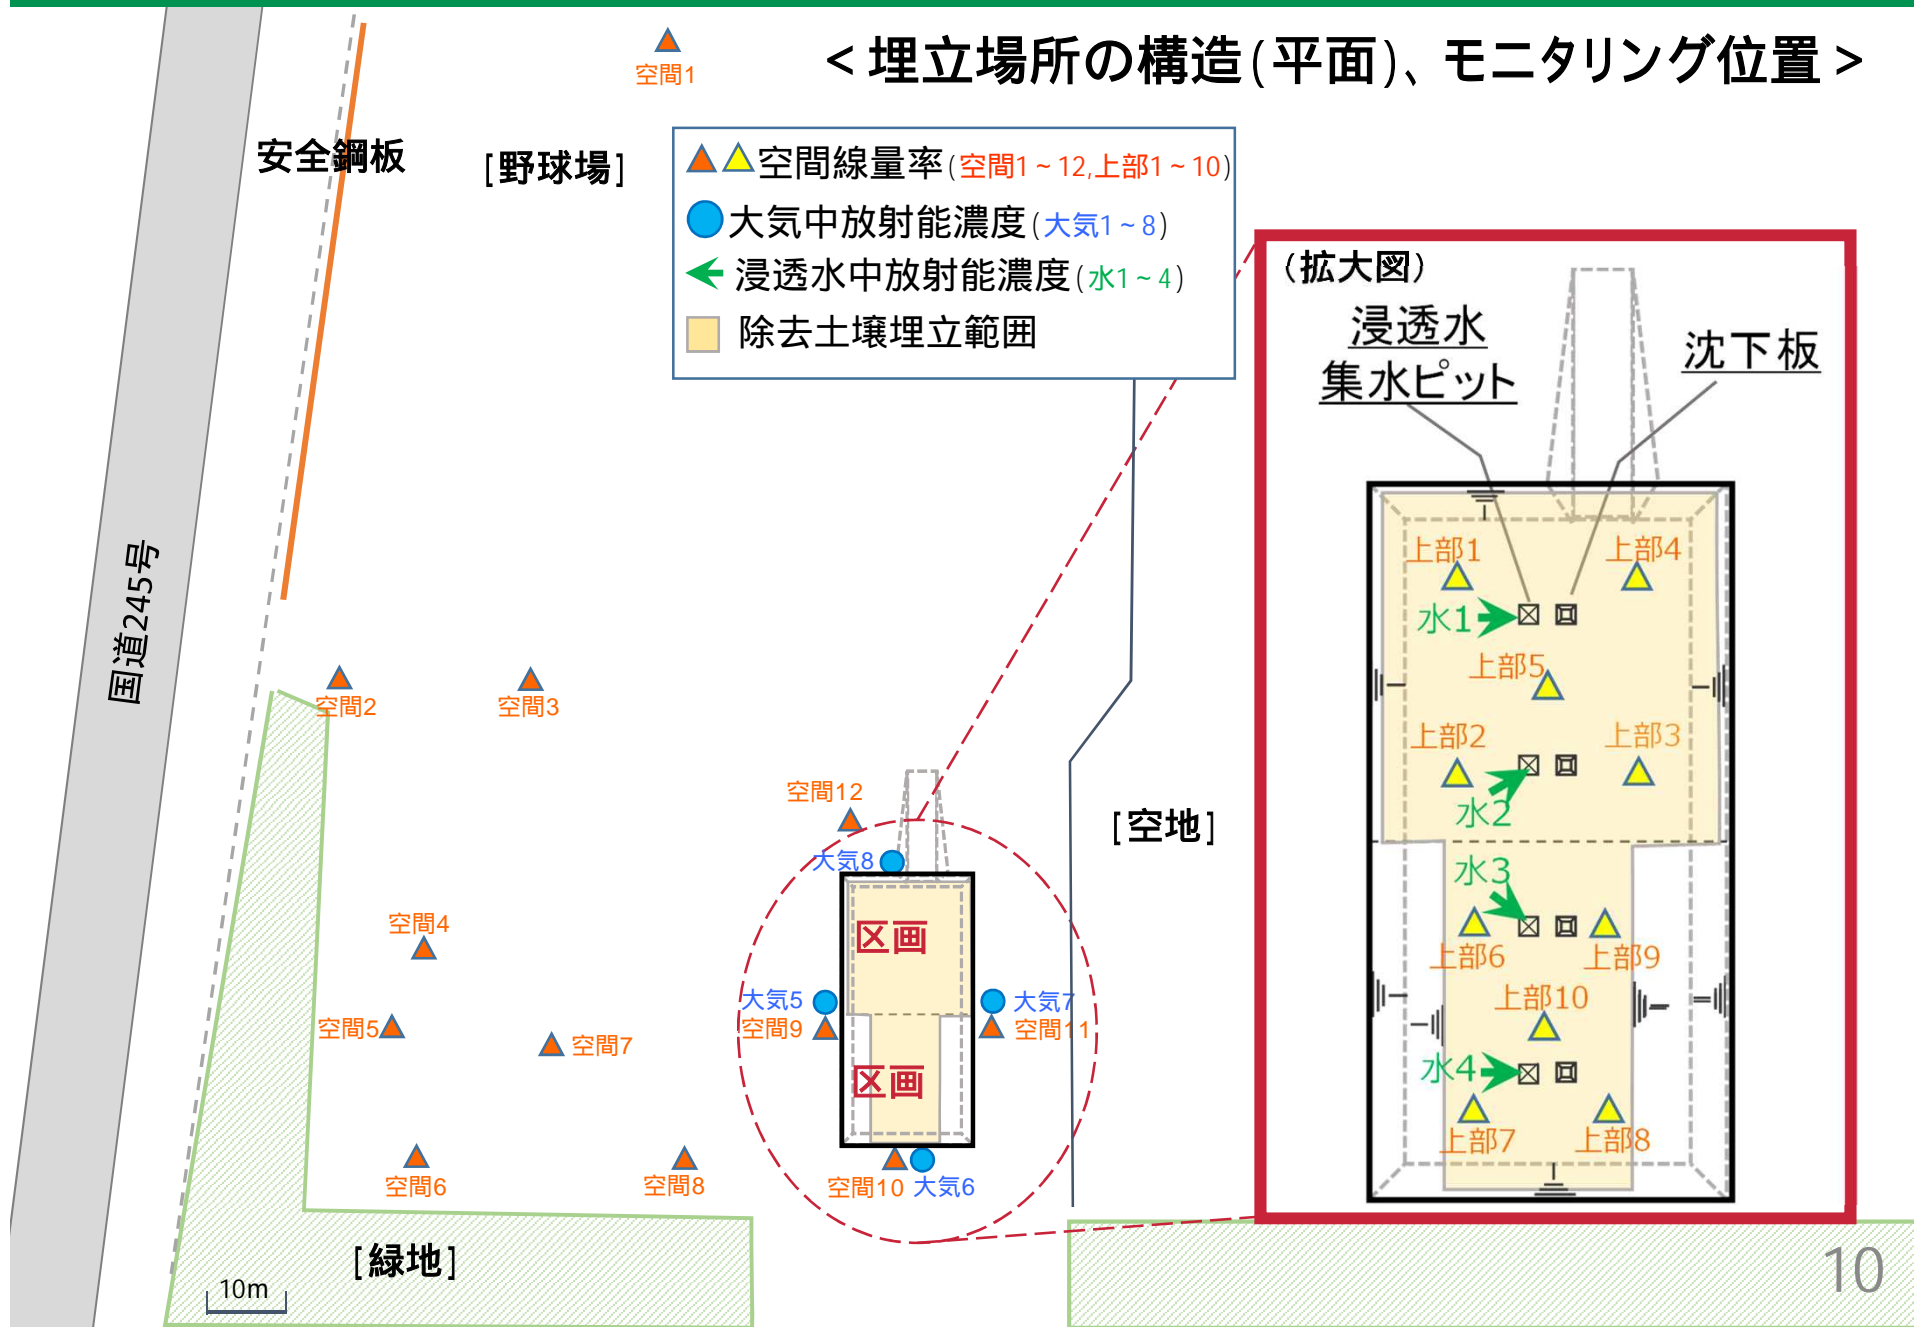 ＜埋立場所の構造(平面)、モニタリング位置＞
空間1
安全鋼板
[野球場]
空間線量率(空間1～12,上部1～10)
大気中放射能濃度(大気1～8)
浸透水中放射能濃度(水1～4)
除去土壌埋立範囲
国道245号
空間2
空間3
空間12
大気8
[空地]
空間4
区画
大気5
大気7
空間5
空間7
空間9
空間11
区画
空間6
空間8
空間10
大気6
[緑地]
10m
(拡大図)
浸透水
集水ピット
沈下板
上部1
上部4
水1
上部5
上部2
上部3
水2
水3
上部6
上部9
上部10
水4
上部7
上部8
10